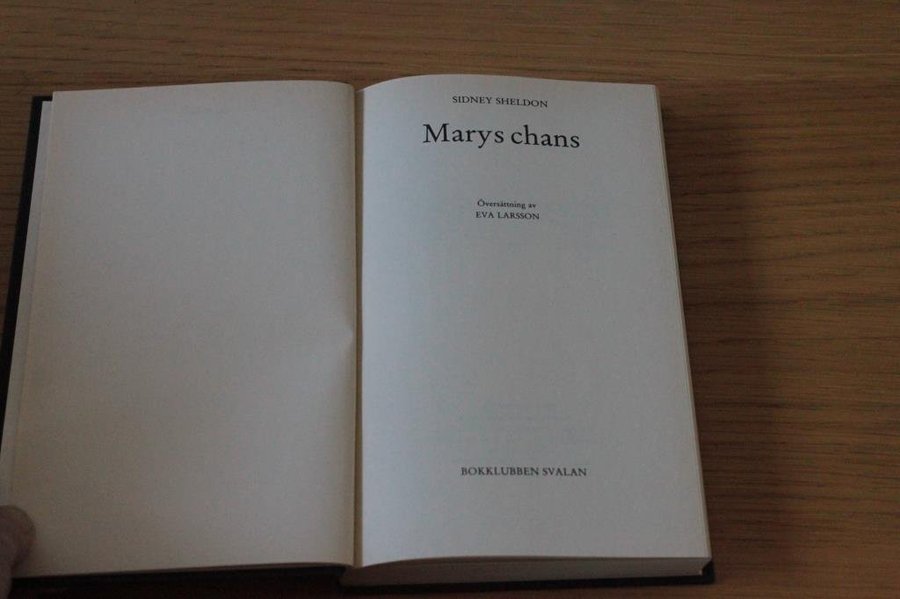 SIDNEY SHELDON
Marys chans
Översättning av
EVA LARSSON
BOKKLUBBEN SVALAN